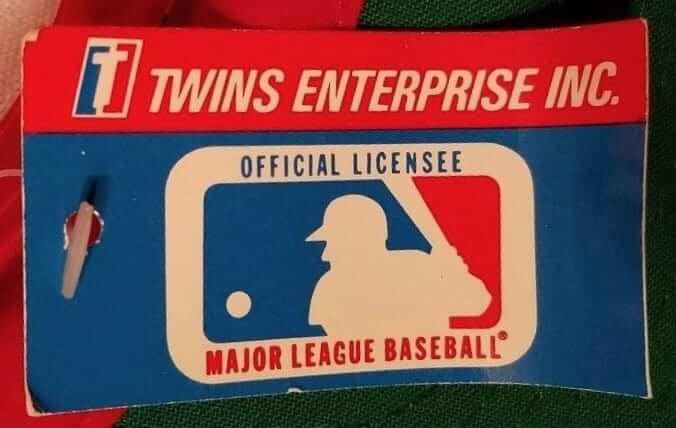 TWINS ENTERPRISE INC.
OFFICIAL LICENSEE
MAJOR LEAGUE BASEBALL®